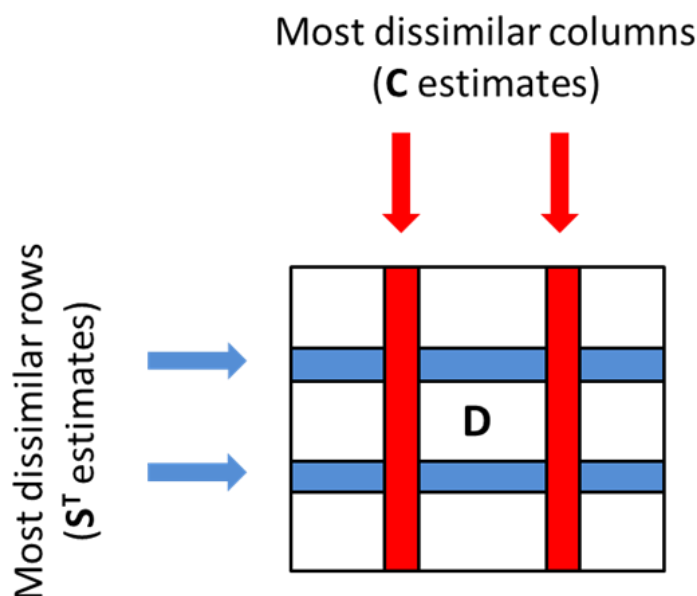 Most dissimilar columns
(C estimates)
Most dissimilar rows
(Sᵀ estimates)
D